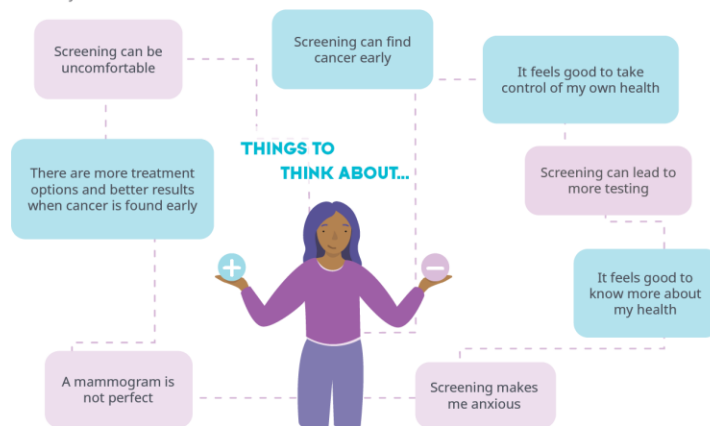 Screening can be
uncomfortable
Screening can find
cancer early
It feels good to take
control of my own health
THINGS TO
THINK ABOUT...
There are more treatment
options and better results
when cancer is found early
Screening can lead to
more testing
+
−
It feels good to
know more about
my health
A mammogram is
not perfect
Screening makes
me anxious